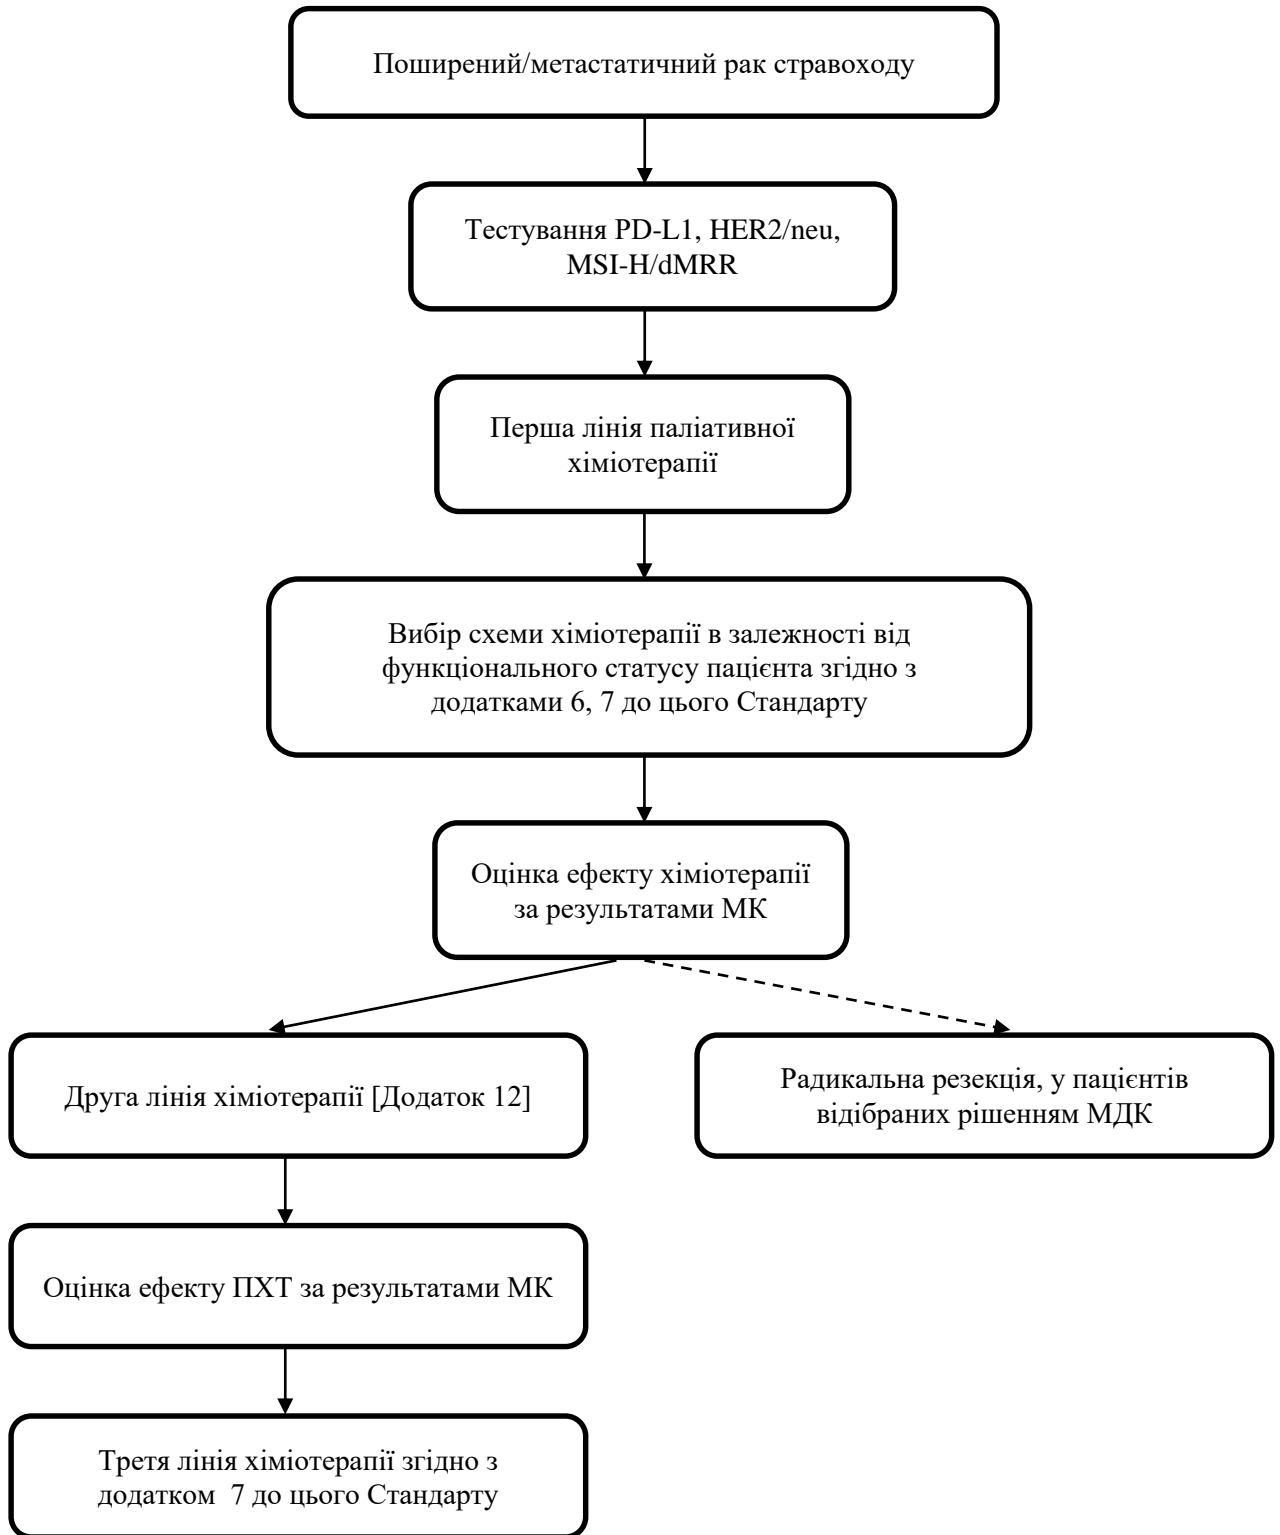 Поширений/метастатичний рак стравоходу
Тестування PD-L1, HER2/neu,
MSI-H/dMRR
Перша лінія паліативної
хіміотерапії
Вибір схеми хіміотерапії в залежності від
функціонального статусу пацієнта згідно з
додатками 6, 7 до цього Стандарту
Оцінка ефекту хіміотерапії
за результатами МК
Друга лінія хіміотерапії [Додаток 12]
Радикальна резекція, у пацієнтів
відібраних рішенням МДК
Оцінка ефекту ПХТ за результатами МК
Третя лінія хіміотерапії згідно з
додатком 7 до цього Стандарту